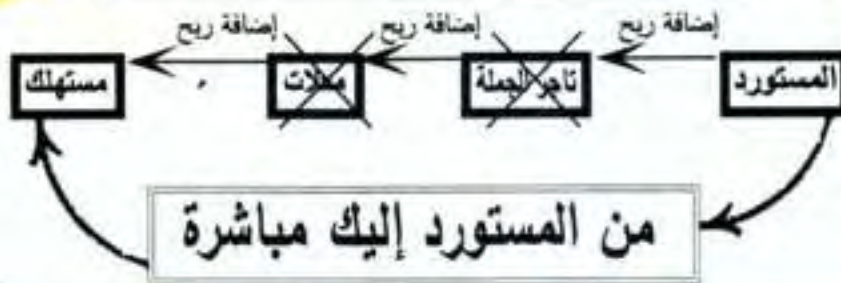 إضافة ربح إضافة ربح إضافة ربح
المستورد تاجر الجملة محلات مستهلك
من المستورد إليك مباشرة